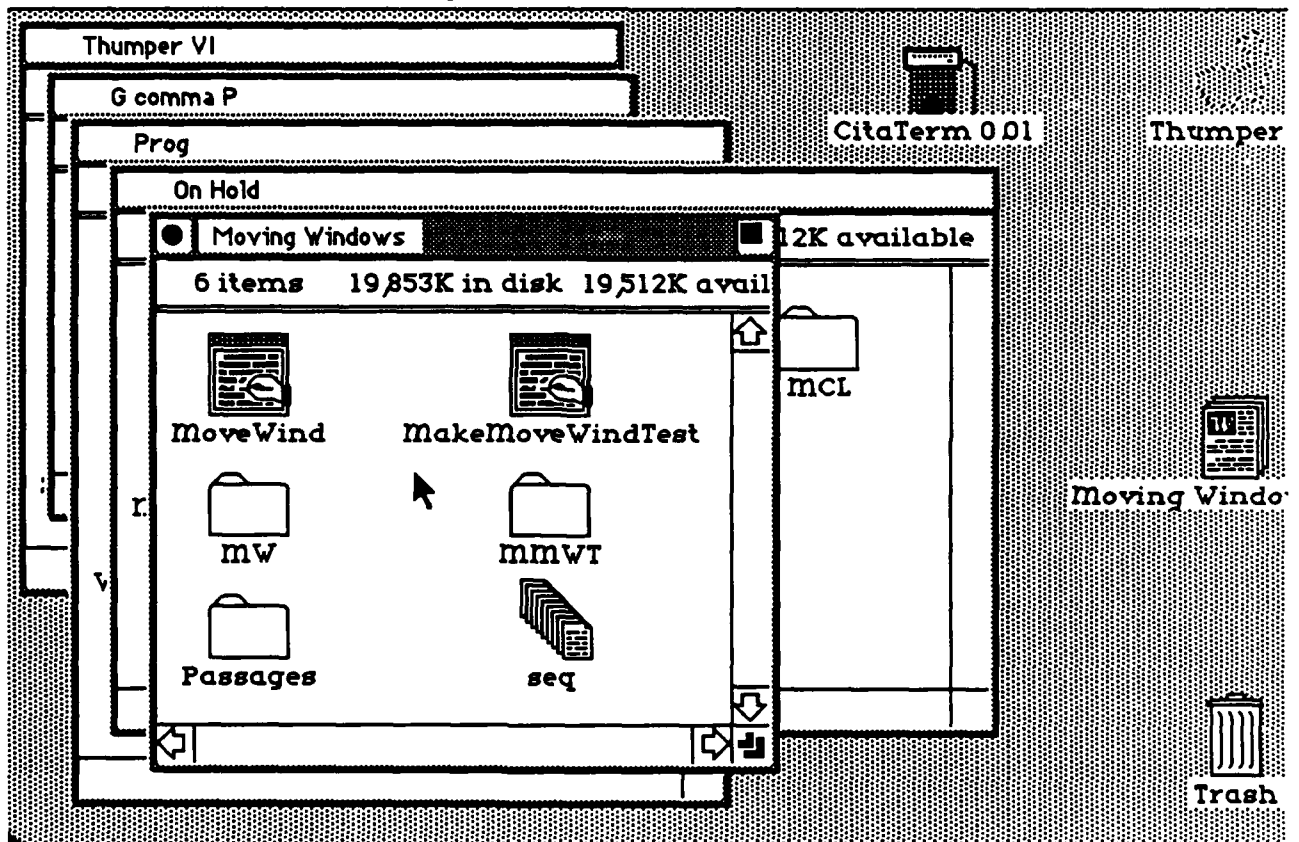 Thumper VI
G comma P
Prog
On Hold
Moving Windows
12K available
6 items 19,853K in disk 19,512K avail
MoveWind
MakeMoveWindTest
MW
MMWT
Passages
seq
MCL
CitaTerm 0.01
Thumper
Moving Windo
Trash